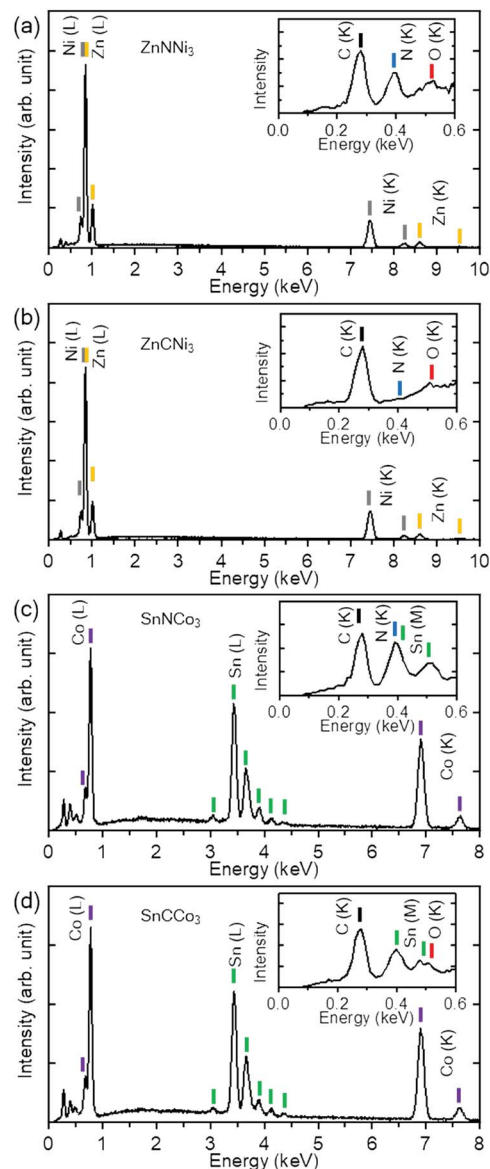 (a)
ZnNNi3
Ni (L)
Zn (L)
Ni (K)
Zn (K)
Intensity (arb. unit)
0 1 2 3 4 5 6 7 8 9 10
Energy (keV)
C (K)
N (K)
O (K)
Intensity
0.0 0.2 0.4 0.6
Energy (keV)
(b)
ZnCNi3
Ni (L)
Zn (L)
Ni (K)
Zn (K)
Intensity (arb. unit)
0 1 2 3 4 5 6 7 8 9 10
Energy (keV)
C (K)
N (K)
O (K)
Intensity
0.0 0.2 0.4 0.6
Energy (keV)
(c)
SnNCo3
Co (L)
Sn (L)
Co (K)
Intensity (arb. unit)
0 1 2 3 4 5 6 7 8
Energy (keV)
C (K)
N (K)
Sn (M)
Intensity
0.0 0.2 0.4 0.6
Energy (keV)
(d)
SnCCo3
Co (L)
Sn (L)
Co (K)
Intensity (arb. unit)
0 1 2 3 4 5 6 7 8
Energy (keV)
C (K)
Sn (M)
O (K)
Intensity
0.0 0.2 0.4 0.6
Energy (keV)